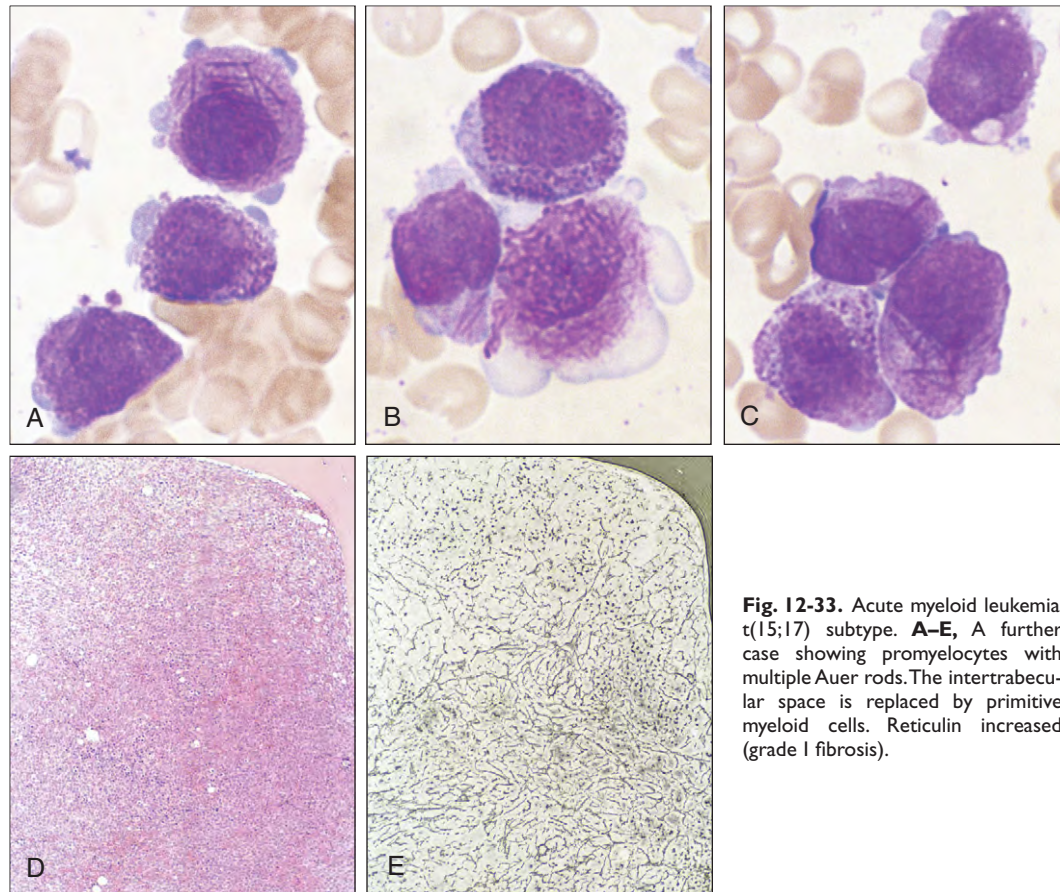 A
B
C
D
E
Fig. 12-33. Acute myeloid leukemia
t(15;17) subtype. A–E, A further
case showing promyelocytes with
multiple Auer rods.The intertrabecu-
lar space is replaced by primitive
myeloid cells. Reticulin increased
(grade I fibrosis).